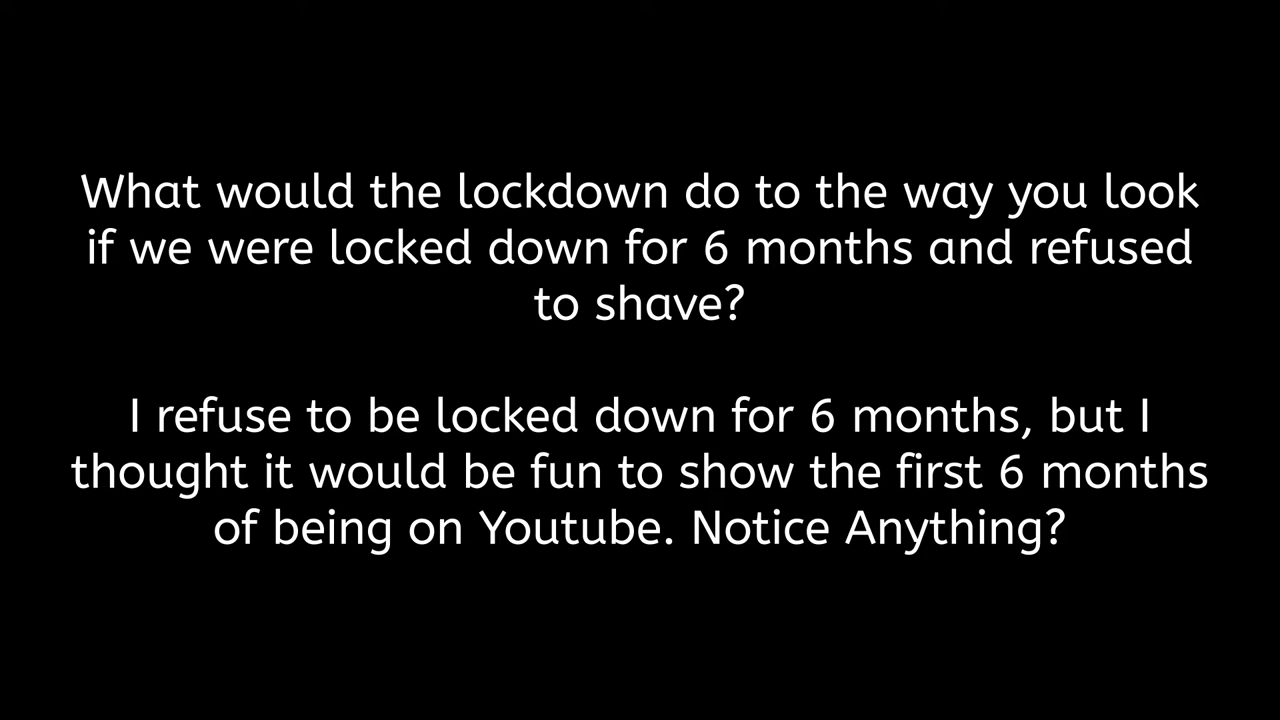 What would the lockdown do to the way you look
if we were locked down for 6 months and refused
to shave?
I refuse to be locked down for 6 months, but I
thought it would be fun to show the first 6 months
of being on Youtube. Notice Anything?